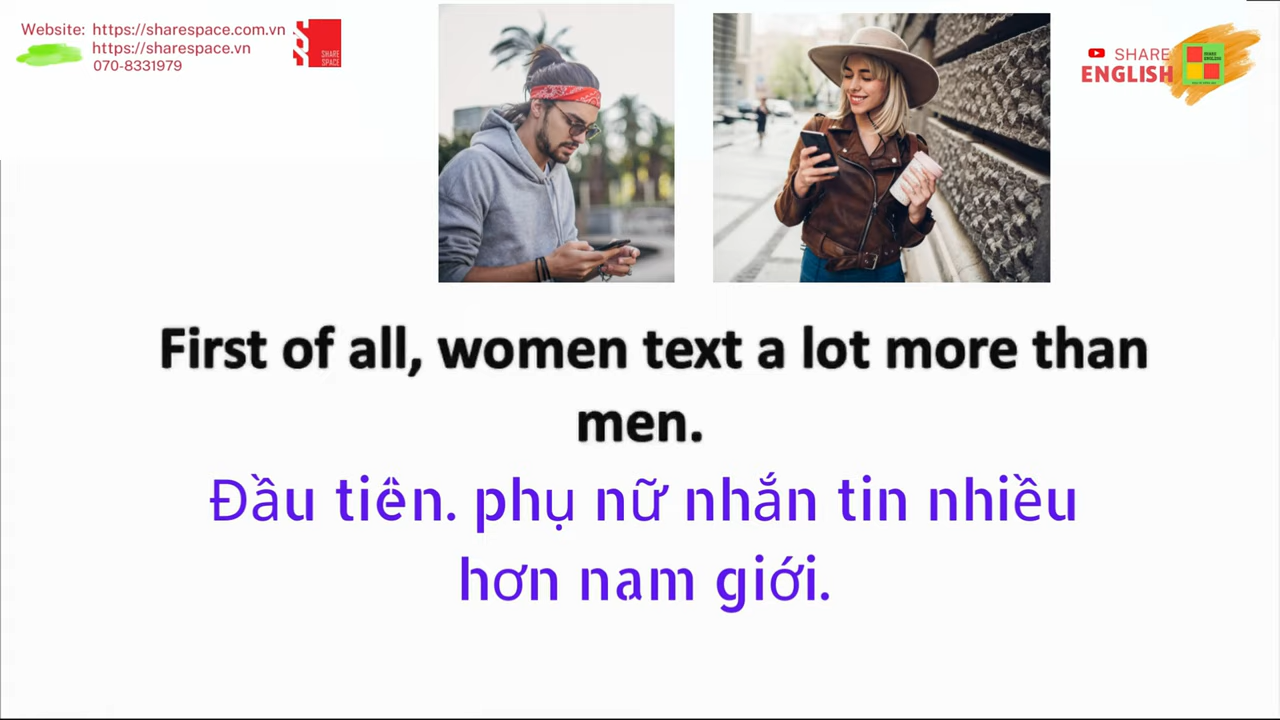 Website: https://sharespace.com.vn
https://sharespace.vn
070-8331979
SHARE
SPACE
SHARE
ENGLISH
First of all, women text a lot more than
men.
Đầu tiên. phụ nữ nhắn tin nhiều
hơn nam giới.